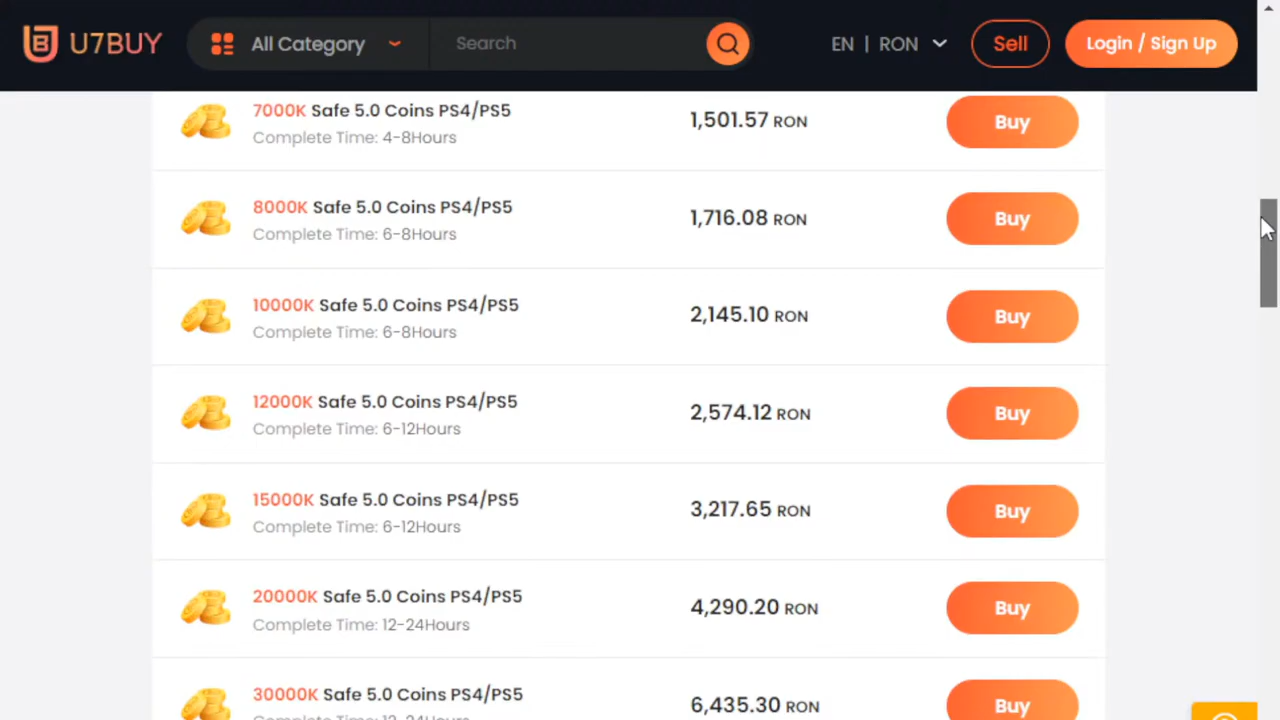 U7BUY All Category Search EN | RON Sell Login / Sign Up
7000K Safe 5.0 Coins PS4/PS5 1,501.57 RON Buy
Complete Time: 4-8Hours
8000K Safe 5.0 Coins PS4/PS5 1,716.08 RON Buy
Complete Time: 6-8Hours
10000K Safe 5.0 Coins PS4/PS5 2,145.10 RON Buy
Complete Time: 6-8Hours
12000K Safe 5.0 Coins PS4/PS5 2,574.12 RON Buy
Complete Time: 6-12Hours
15000K Safe 5.0 Coins PS4/PS5 3,217.65 RON Buy
Complete Time: 6-12Hours
20000K Safe 5.0 Coins PS4/PS5 4,290.20 RON Buy
Complete Time: 12-24Hours
30000K Safe 5.0 Coins PS4/PS5 6,435.30 RON Buy
Complete Time: 12-24Hours